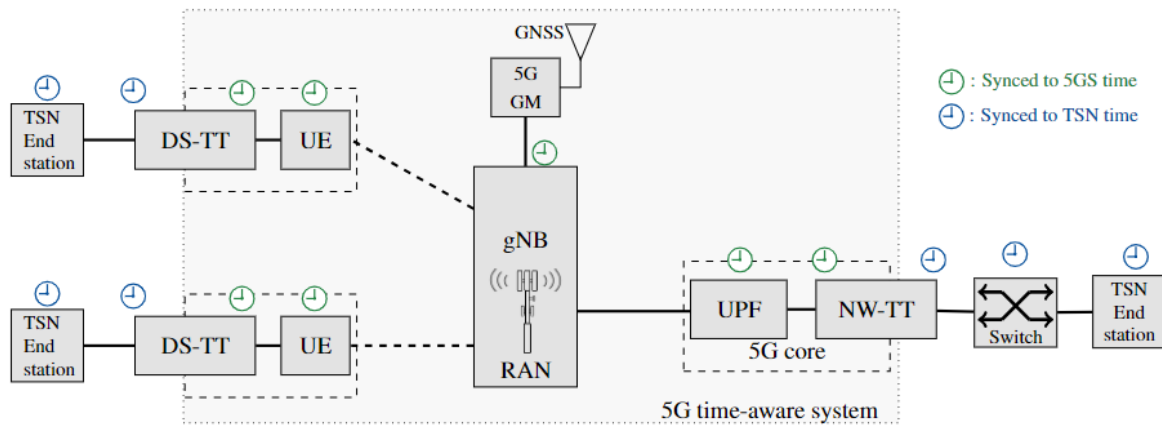 GNSS
5G
GM
: Synced to 5GS time
: Synced to TSN time
TSN
End
station
DS-TT
UE
gNB
RAN
TSN
End
station
DS-TT
UE
UPF
NW-TT
5G core
Switch
TSN
End
station
5G time-aware system